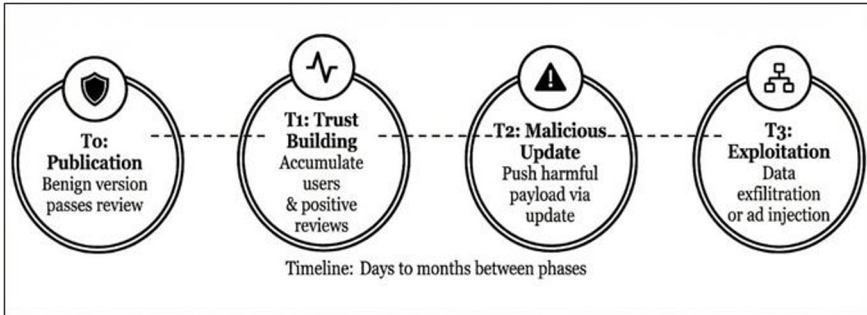 To:
Publication
Benign version
passes review
T1: Trust
Building
Accumulate
users
& positive
reviews
T2: Malicious
Update
Push harmful
payload via
update
T3:
Exploitation
Data
exfilitration
or ad injection
Timeline: Days to months between phases